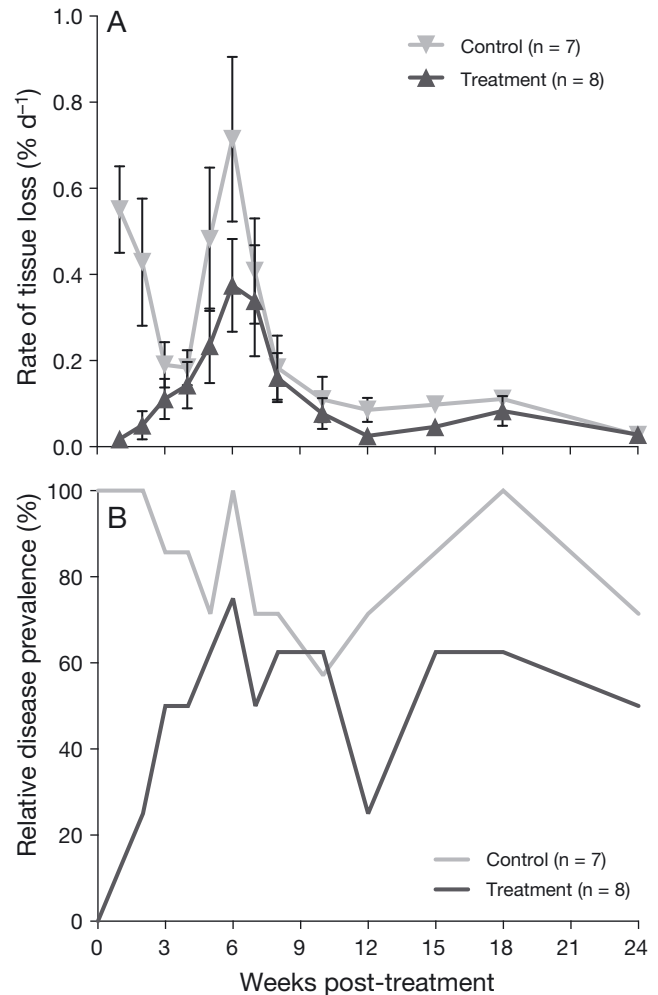 A
1.0
0.8
0.6
0.4
0.2
0.0
Rate of tissue loss (% d–1)
Control (n = 7)
Treatment (n = 8)
B
100
80
60
40
20
0
Relative disease prevalence (%)
Control (n = 7)
Treatment (n = 8)
0 3 6 9 12 15 18 21 24
Weeks post-treatment